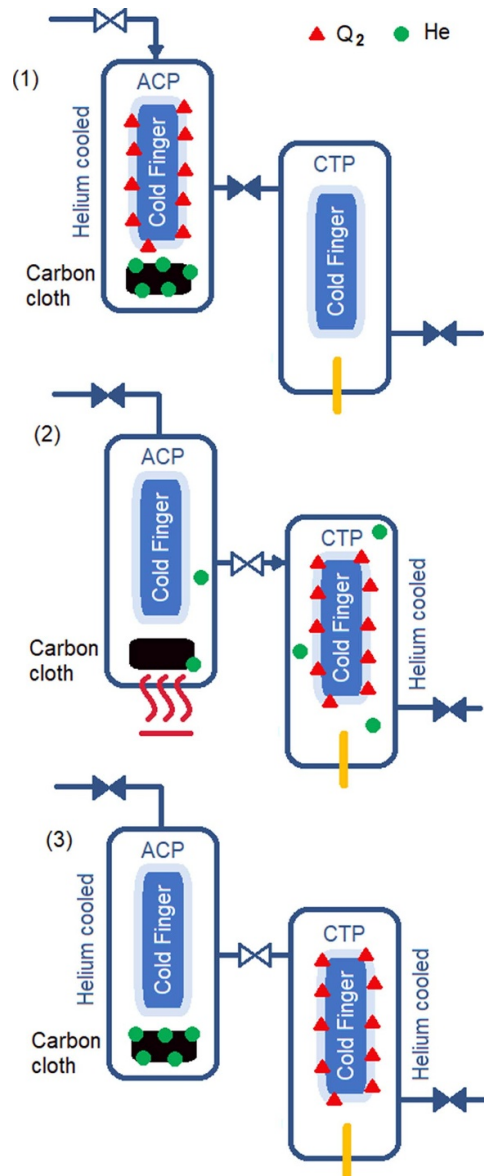 Q₂ He
(1)
ACP
Helium cooled
Cold Finger
CTP
Cold Finger
Carbon
cloth
(2)
ACP
Cold Finger
CTP
Cold Finger
Helium cooled
Carbon
cloth
(3)
ACP
Helium cooled
Cold Finger
CTP
Cold Finger
Helium cooled
Carbon
cloth